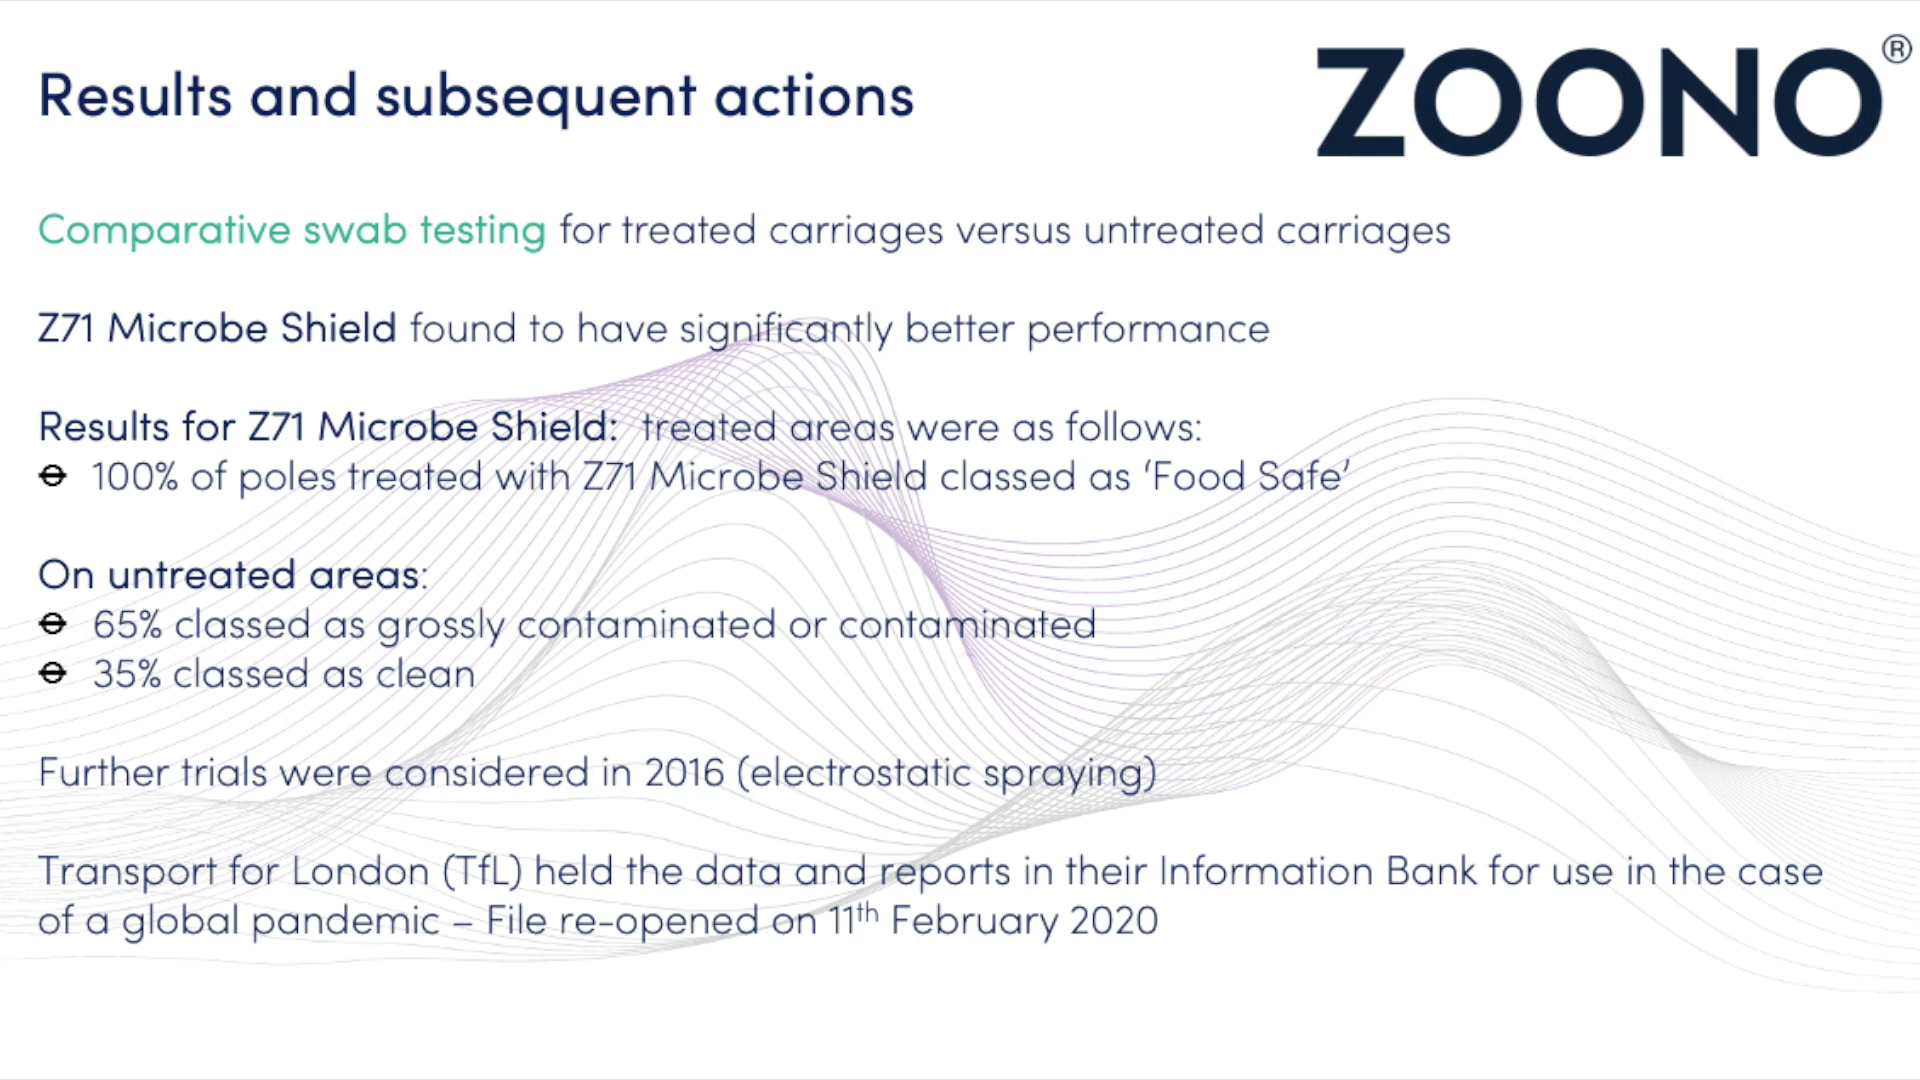 Results and subsequent actions
ZOONO®
Comparative swab testing for treated carriages versus untreated carriages
Z71 Microbe Shield found to have significantly better performance
Results for Z71 Microbe Shield: treated areas were as follows:
100% of poles treated with Z71 Microbe Shield classed as ‘Food Safe’
On untreated areas:
65% classed as grossly contaminated or contaminated
35% classed as clean
Further trials were considered in 2016 (electrostatic spraying)
Transport for London (TfL) held the data and reports in their Information Bank for use in the case
of a global pandemic – File re-opened on 11th February 2020